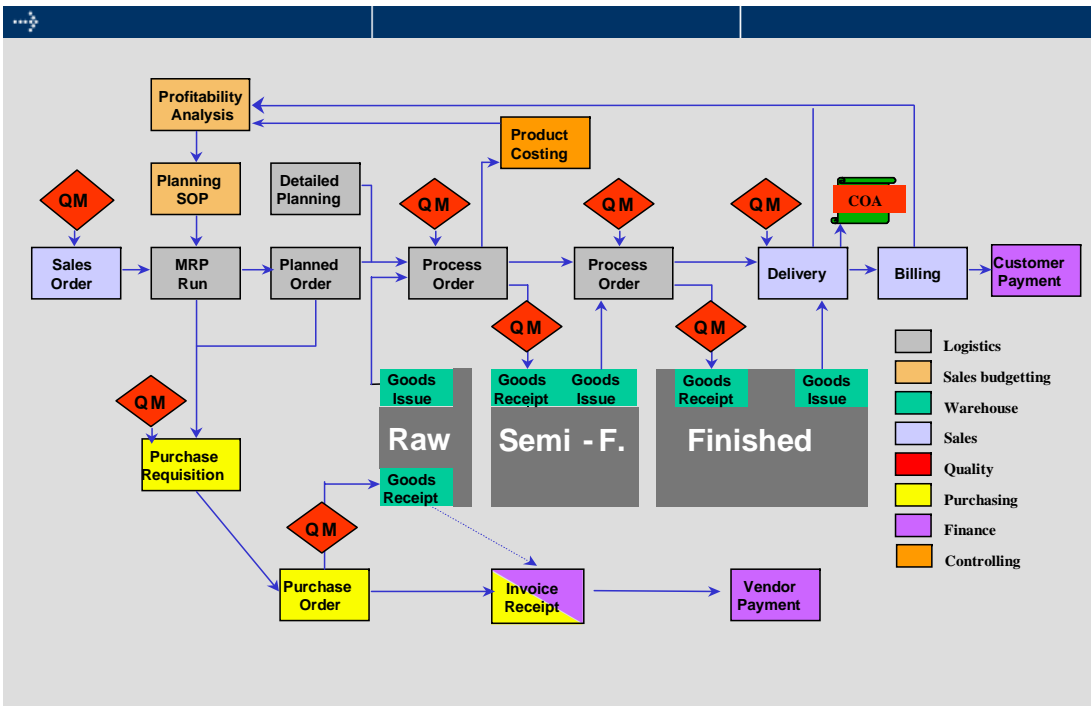 Profitability
Analysis
Product
Costing
Planning
SOP
Detailed
Planning
QM
QM
QM
QM
COA
Sales
Order
MRP
Run
Planned
Order
Process
Order
Process
Order
Delivery
Billing
Customer
Payment
QM
QM
Logistics
Sales budgetting
Warehouse
Sales
Quality
Purchasing
Finance
Controlling
Goods
Issue
Goods
Receipt
Goods
Issue
Goods
Receipt
Goods
Issue
QM
Raw
Semi - F.
Finished
Purchase
Requisition
Goods
Receipt
QM
Purchase
Order
Invoice
Receipt
Vendor
Payment